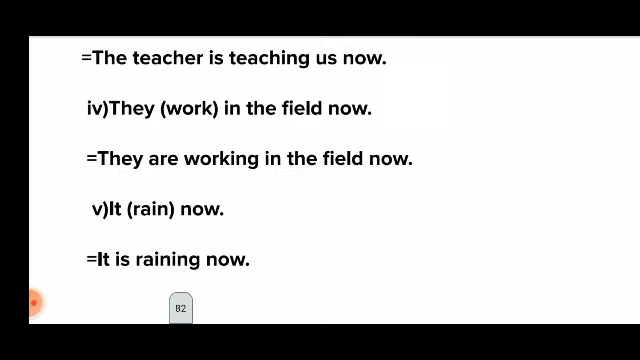 =The teacher is teaching us now.
iv)They (work) in the field now.
=They are working in the field now.
v)It (rain) now.
=It is raining now.
82